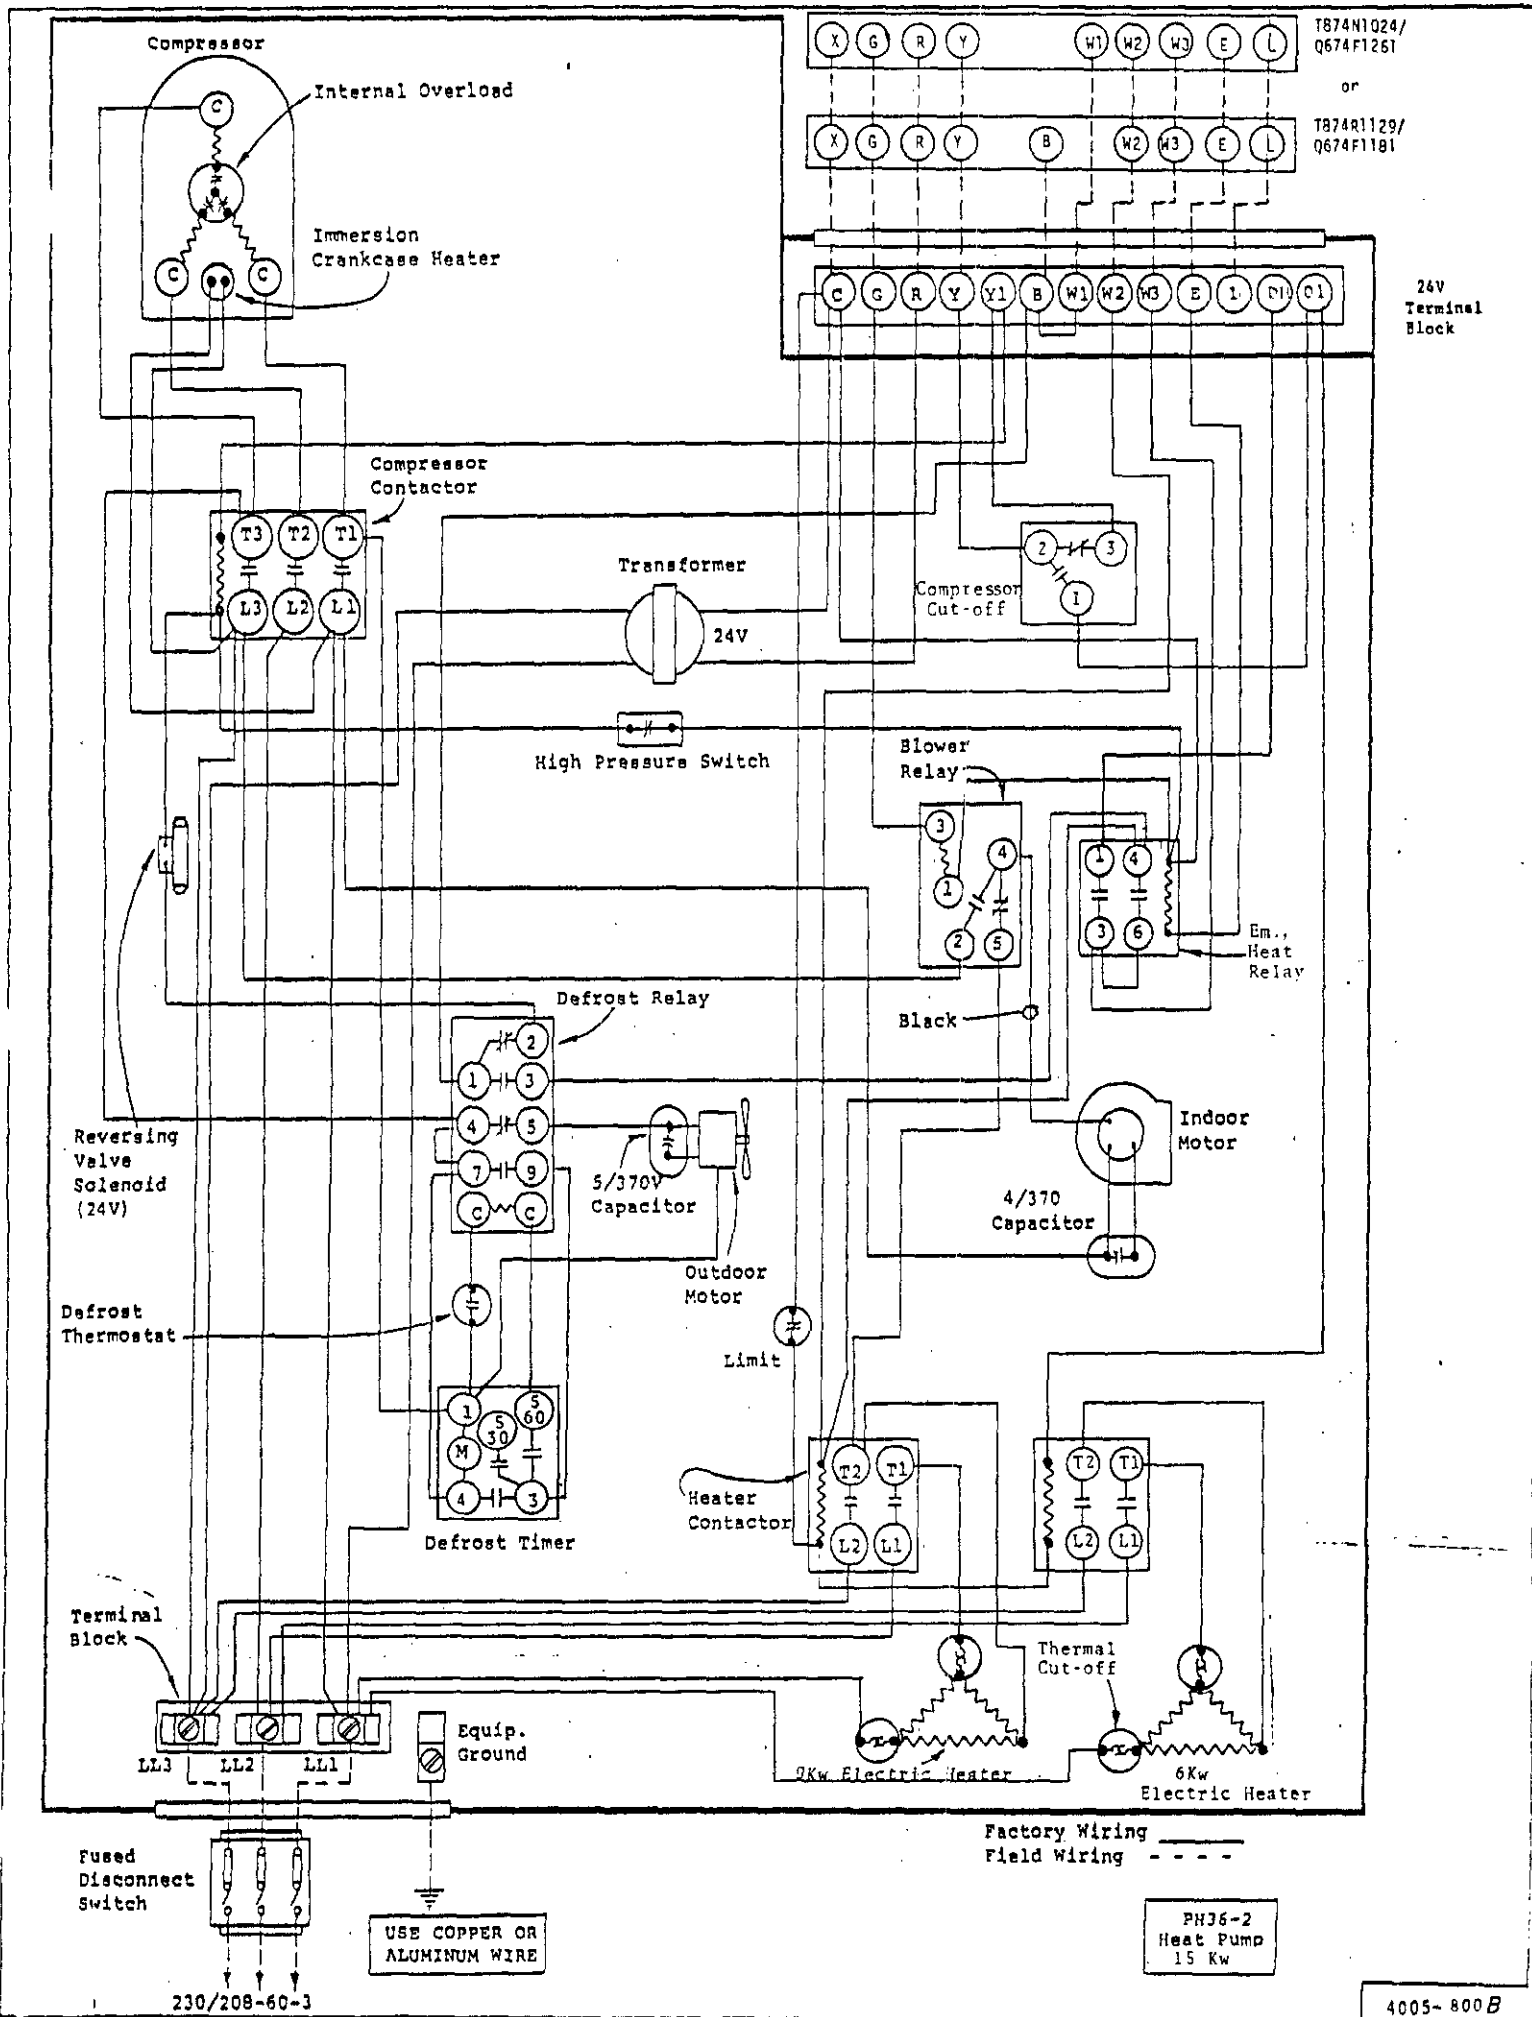 Compressor
Internal Overload
C
Immersion
Crankcase Heater
C
C
X G R Y W1 W2 W3 E L
T874N1024/
Q674F1261
or
X G R Y B W2 W3 E L
T874R1129/
Q674F1181
C G R Y Y1 B W1 W2 W3 E
24V
Terminal
Block
Compressor
Contactor
T3 T2 T1
L3 L2 L1
Transformer
24V
2 3
1
Compressor
Cut-off
High Pressure Switch
Blower
Relay
3
4
1
2 5
1 4
3 6
Em.,
Heat
Relay
Black
Defrost Relay
2
1 3
4 5
7 9
C C
Reversing
Valve
Solenoid
(24V)
5/370V
Capacitor
Outdoor
Motor
Indoor
Motor
4/370
Capacitor
Defrost
Thermostat
Limit
1
5
30
5
60
M
4 3
Defrost Timer
Heater
Contactor
T2 T1
L2 L1
T2 T1
L2 L1
Terminal
Block
LL3 LL2 LL1
Equip.
Ground
Thermal
Cut-off
9Kw Electric Heater
6Kw
Electric Heater
Factory Wiring
Field Wiring
Fused
Disconnect
Switch
USE COPPER OR
ALUMINUM WIRE
230/208-60-3
PH36-2
Heat Pump
15 Kw
4005-800B